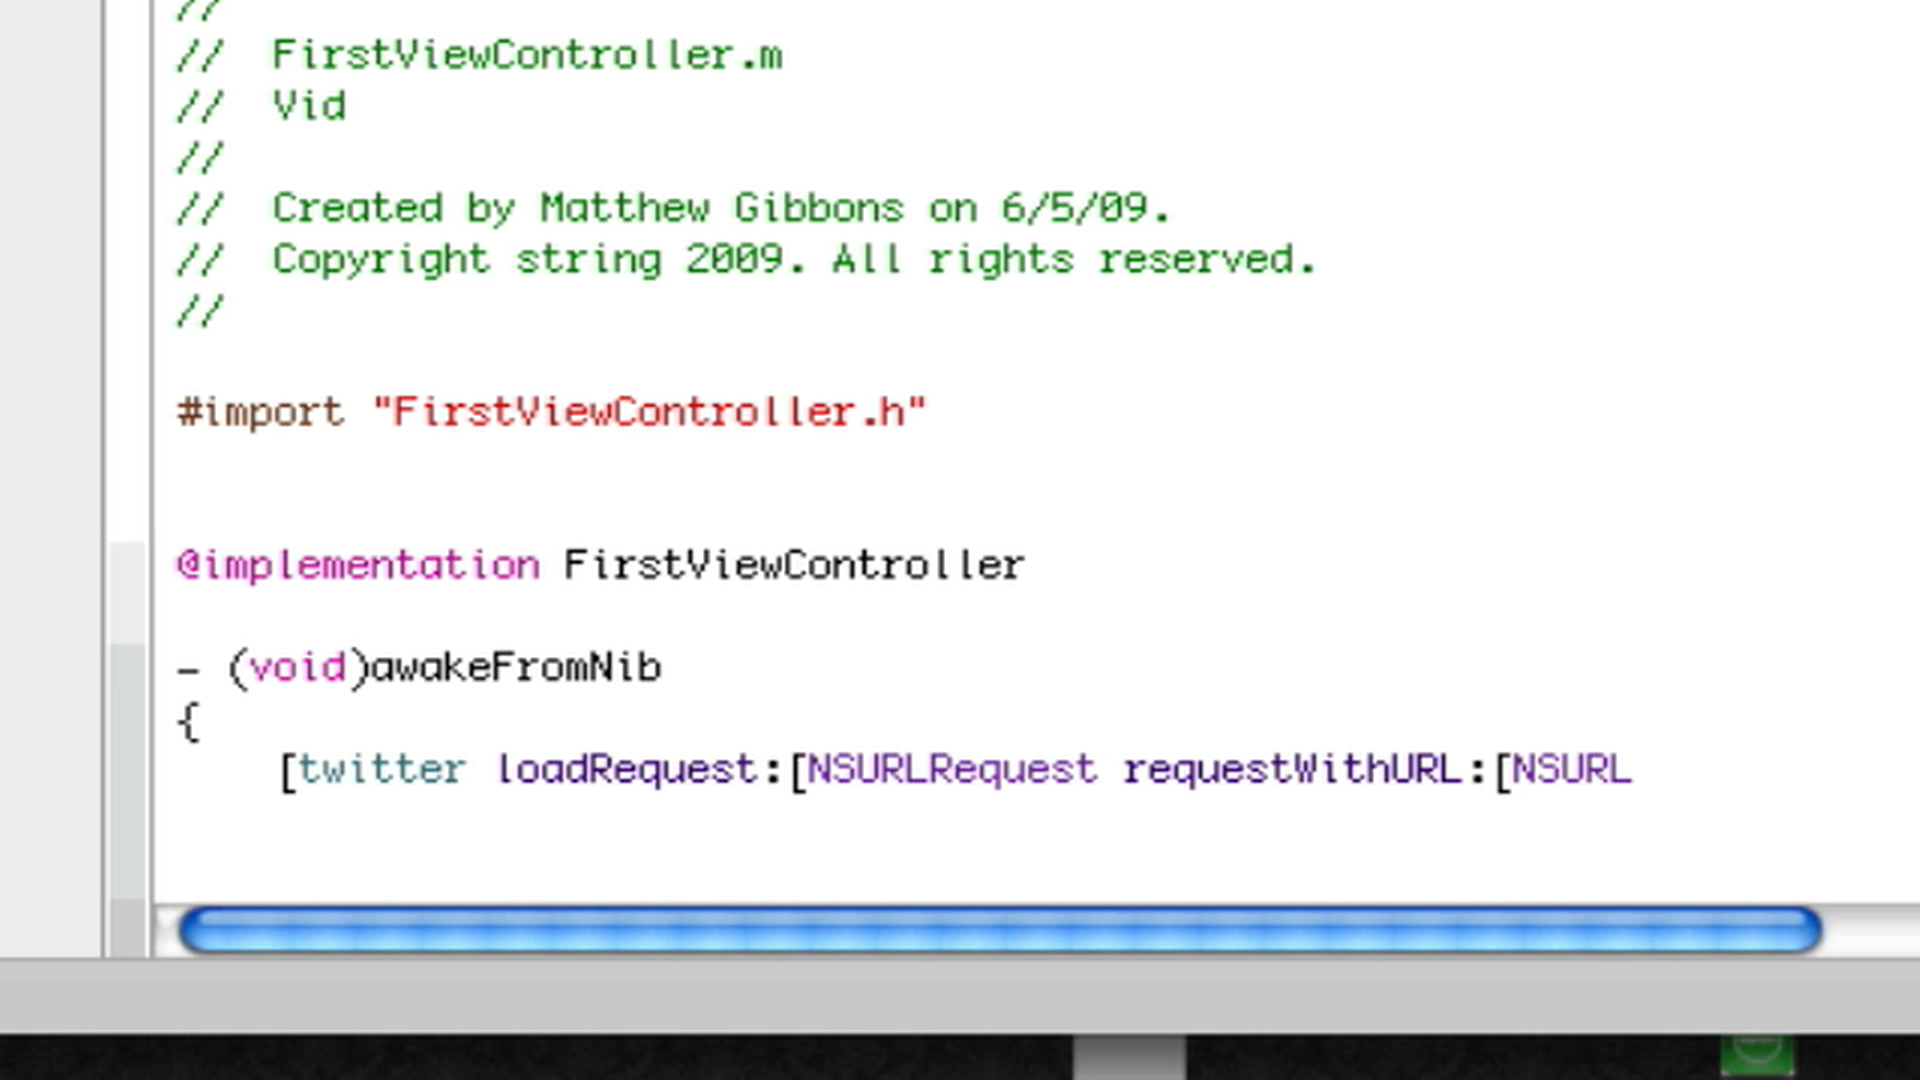 //
// FirstViewController.m
// Vid
//
// Created by Matthew Gibbons on 6/5/09.
// Copyright string 2009. All rights reserved.
//
#import "FirstViewController.h"
@implementation FirstViewController
- (void)awakeFromNib
{
[twitter loadRequest:[NSURLRequest requestWithURL:[NSURL